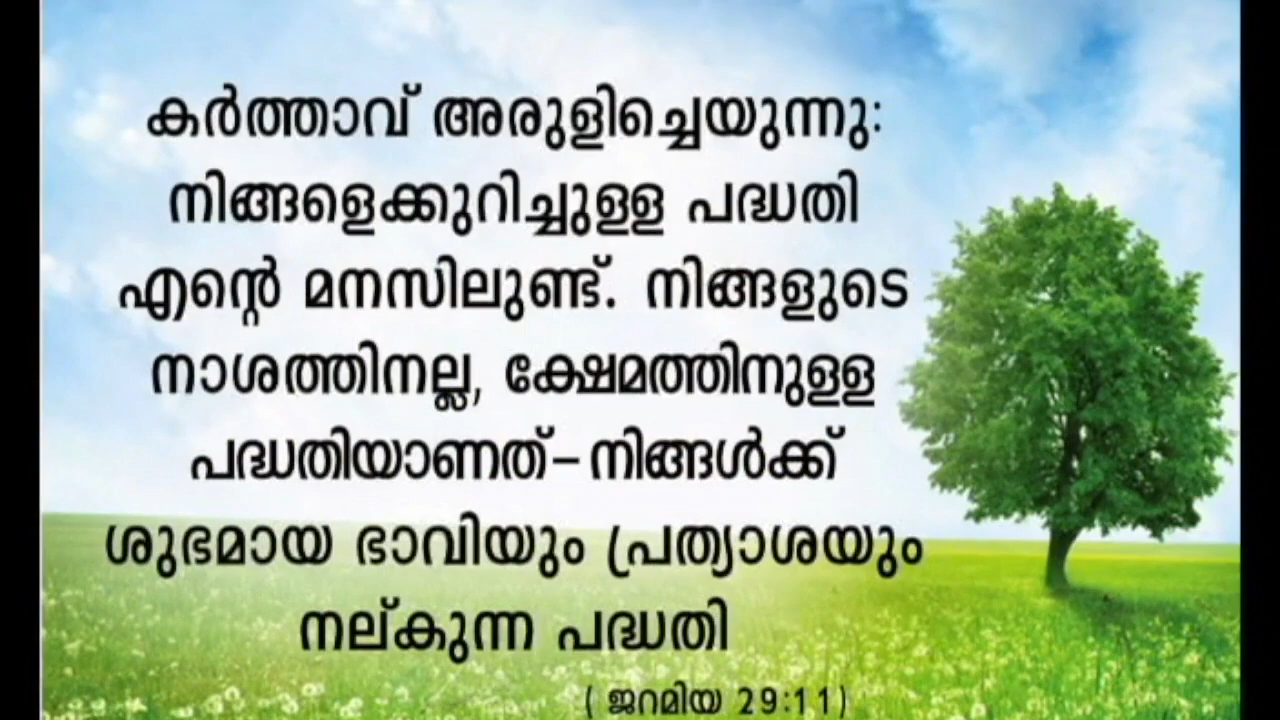 കർത്താവ് അരുളിച്ചെയുന്നു:
നിങ്ങളെക്കുറിച്ചുള്ള പദ്ധതി
എന്റെ മനസിലുണ്ട്. നിങ്ങളുടെ
നാശത്തിനല്ല, ക്ഷേമത്തിനുള്ള
പദ്ധതിയാണത്–നിങ്ങൾക്ക്
ശുഭമായ ഭാവിയും പ്രത്യാശയും
നല്കുന്ന പദ്ധതി
( ജറമിയ 29:11)